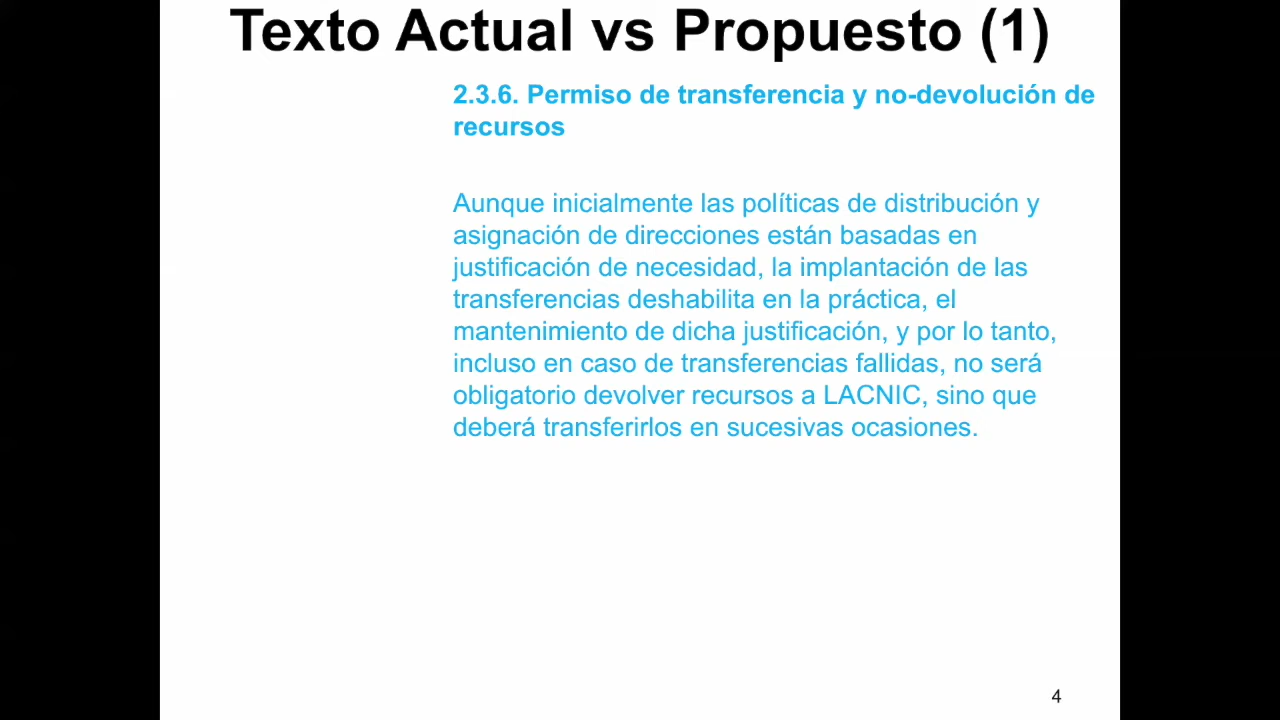 Texto Actual vs Propuesto (1)
2.3.6. Permiso de transferencia y no-devolución de
recursos
Aunque inicialmente las políticas de distribución y
asignación de direcciones están basadas en
justificación de necesidad, la implantación de las
transferencias deshabilita en la práctica, el
mantenimiento de dicha justificación, y por lo tanto,
incluso en caso de transferencias fallidas, no será
obligatorio devolver recursos a LACNIC, sino que
deberá transferirlos en sucesivas ocasiones.
4